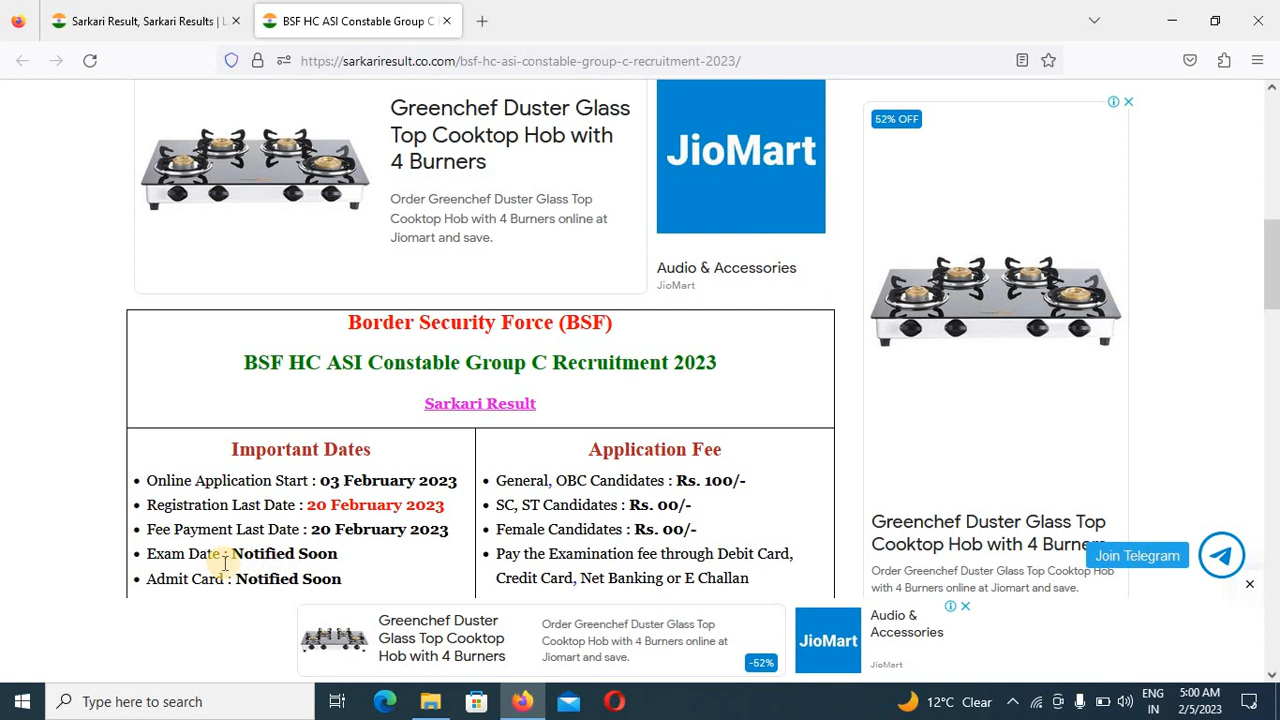 Sarkari Result, Sarkari Results | L
BSF HC ASI Constable Group C
https://sarkariresult.co.com/bsf-hc-asi-constable-group-c-recruitment-2023/
Greenchef Duster Glass
Top Cooktop Hob with
4 Burners
Order Greenchef Duster Glass Top
Cooktop Hob with 4 Burners online at
Jiomart and save.
JioMart
Audio & Accessories
JioMart
52% OFF
Greenchef Duster Glass Top
Cooktop Hob with 4 Burners
Order Greenchef Duster Glass Top Cooktop Hob
with 4 Burners online at Jiomart and save.
Join Telegram
Border Security Force (BSF)
BSF HC ASI Constable Group C Recruitment 2023
Sarkari Result
Important Dates
Online Application Start : 03 February 2023
Registration Last Date : 20 February 2023
Fee Payment Last Date : 20 February 2023
Exam Date : Notified Soon
Admit Card : Notified Soon
Application Fee
General, OBC Candidates : Rs. 100/-
SC, ST Candidates : Rs. 00/-
Female Candidates : Rs. 00/-
Pay the Examination fee through Debit Card,
Credit Card, Net Banking or E Challan
Greenchef Duster Glass
Top Cooktop
Hob with 4 Burners
Order Greenchef Duster Glass Top
Cooktop Hob with 4 Burners online at
Jiomart and save.
-52%
JioMart
Audio &
Accessories
JioMart
Type here to search
12°C Clear
ENG
IN
5:00 AM
2/5/2023